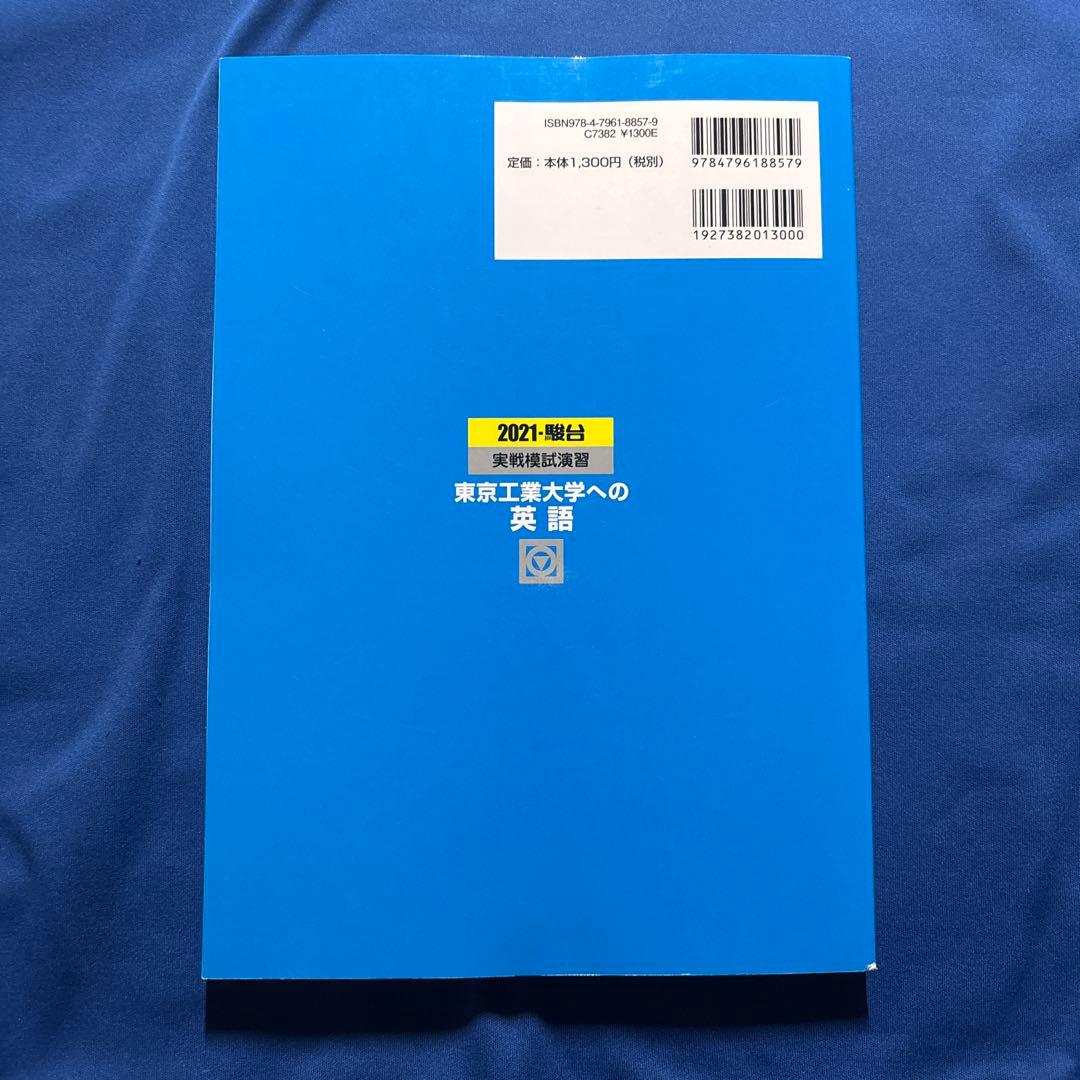 ISBN978-4-7961-8857-9
C7382 ¥1300E
定価：本体1,300円（税別）
9784796188579
1927382013000
2021・駿台
実戦模試演習
東京工業大学への
英語